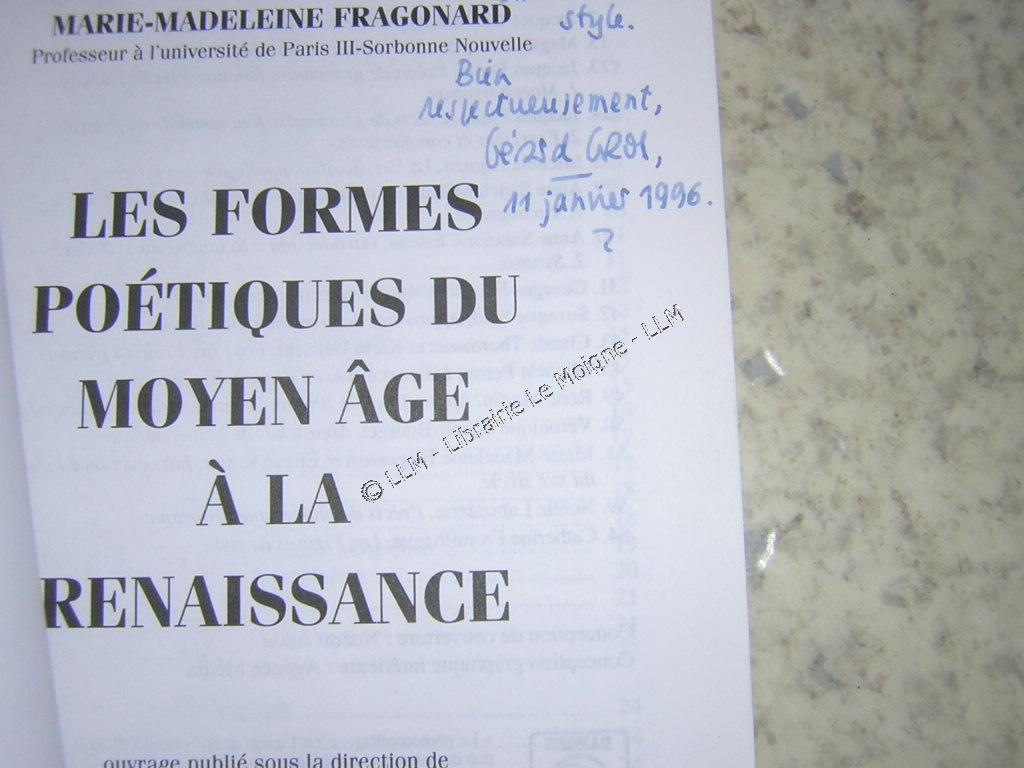 MARIE-MADELEINE FRAGONARD
Professeur à l'université de Paris III-Sorbonne Nouvelle
style.
Bien
respectueusement,
Gérard GROS,
11 janvier 1996.
LES FORMES
POÉTIQUES DU
MOYEN ÂGE
À LA
RENAISSANCE
© LLM - Librairie Le Moigne - LLM
ouvrage publié sous la direction de